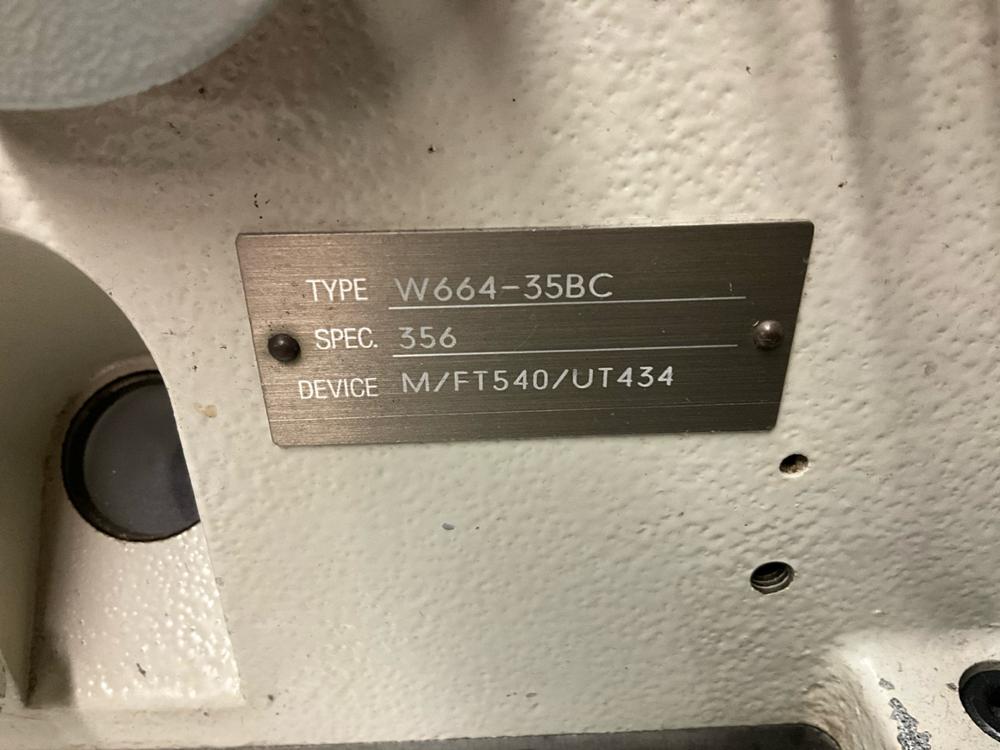 TYPE W664-35BC
SPEC. 356
DEVICE M/FT540/UT434